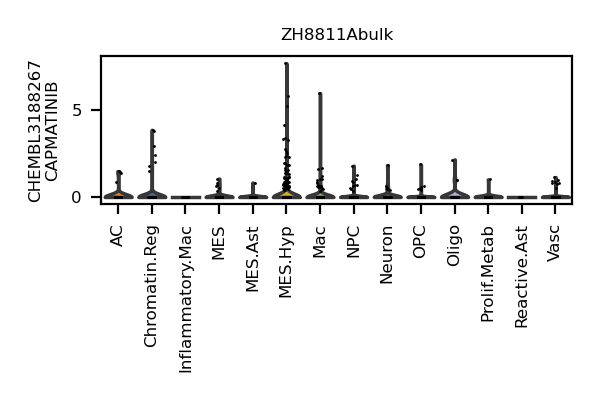 ZH8811Abulk
CHEMBL3188267
CAPMATINIB
5
0
AC
Chromatin.Reg
Inflammatory.Mac
MES
MES.Ast
MES.Hyp
Mac
NPC
Neuron
OPC
Oligo
Prolif.Metab
Reactive.Ast
Vasc